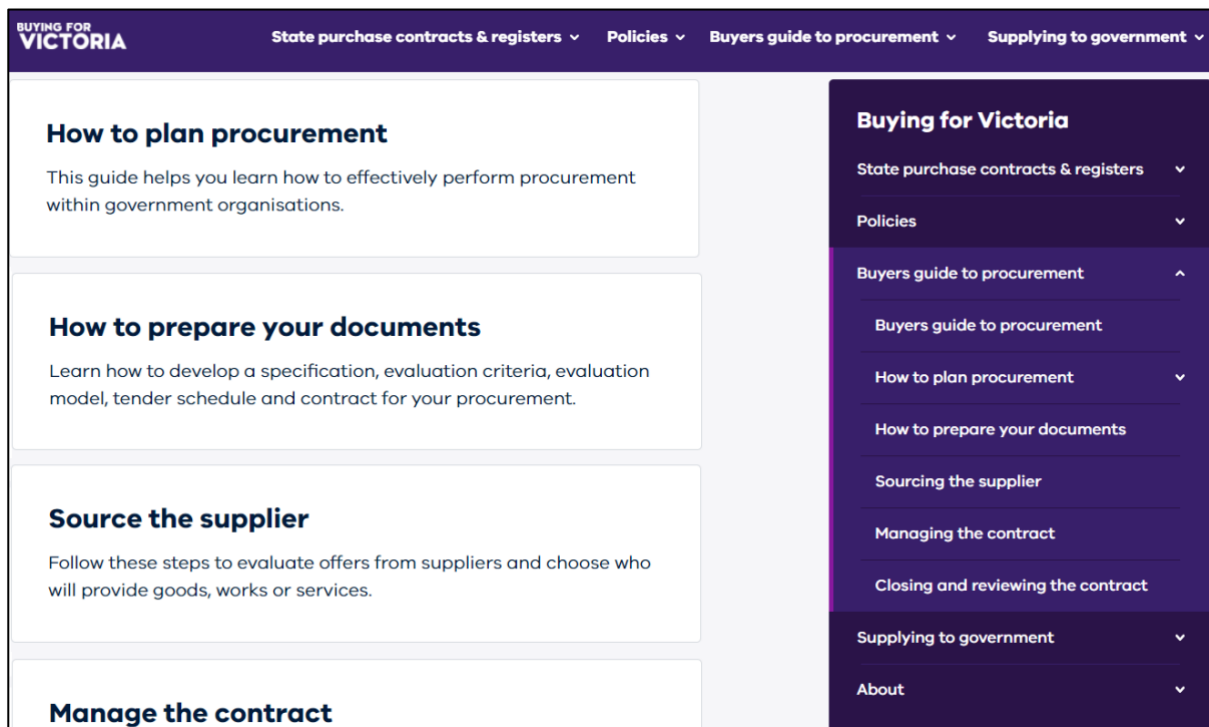 BUYING FOR
VICTORIA
State purchase contracts & registers
Policies
Buyers guide to procurement
Supplying to government
How to plan procurement
This guide helps you learn how to effectively perform procurement
within government organisations.
How to prepare your documents
Learn how to develop a specification, evaluation criteria, evaluation
model, tender schedule and contract for your procurement.
Source the supplier
Follow these steps to evaluate offers from suppliers and choose who
will provide goods, works or services.
Manage the contract
Buying for Victoria
State purchase contracts & registers
Policies
Buyers guide to procurement
Buyers guide to procurement
How to plan procurement
How to prepare your documents
Sourcing the supplier
Managing the contract
Closing and reviewing the contract
Supplying to government
About